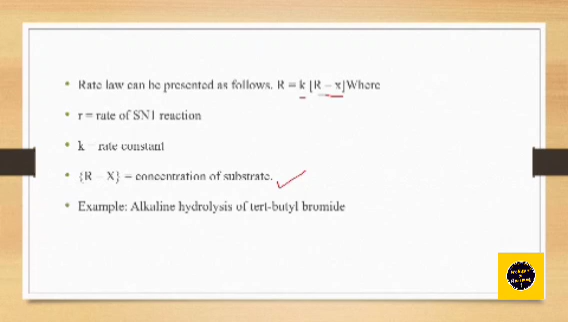 Rate law can be presented as follows. R = k [R – x]Where
r = rate of SN1 reaction
k = rate constant
{R – X} = concentration of substrate.
Example: Alkaline hydrolysis of tert-butyl bromide